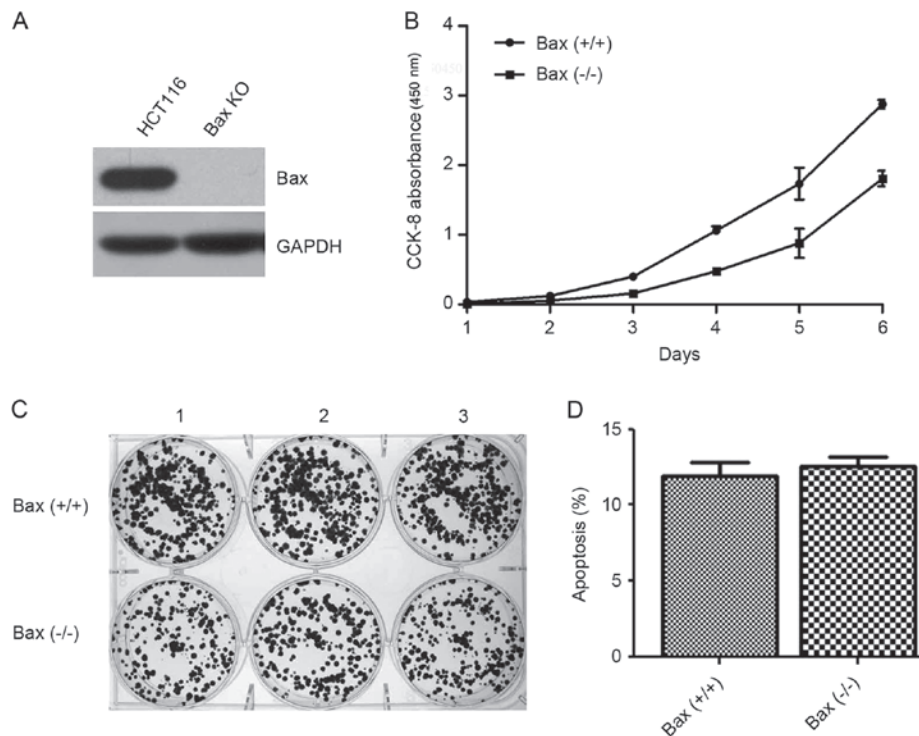 A
HCT116
Bax KO
Bax
GAPDH
B
CCK-8 absorbance (450 nm)
4
3
2
1
0
Bax (+/+)
Bax (-/-)
1 2 3 4 5 6
Days
C
1 2 3
Bax (+/+)
Bax (-/-)
D
Apoptosis (%)
15
10
5
0
Bax (+/+)
Bax (-/-)